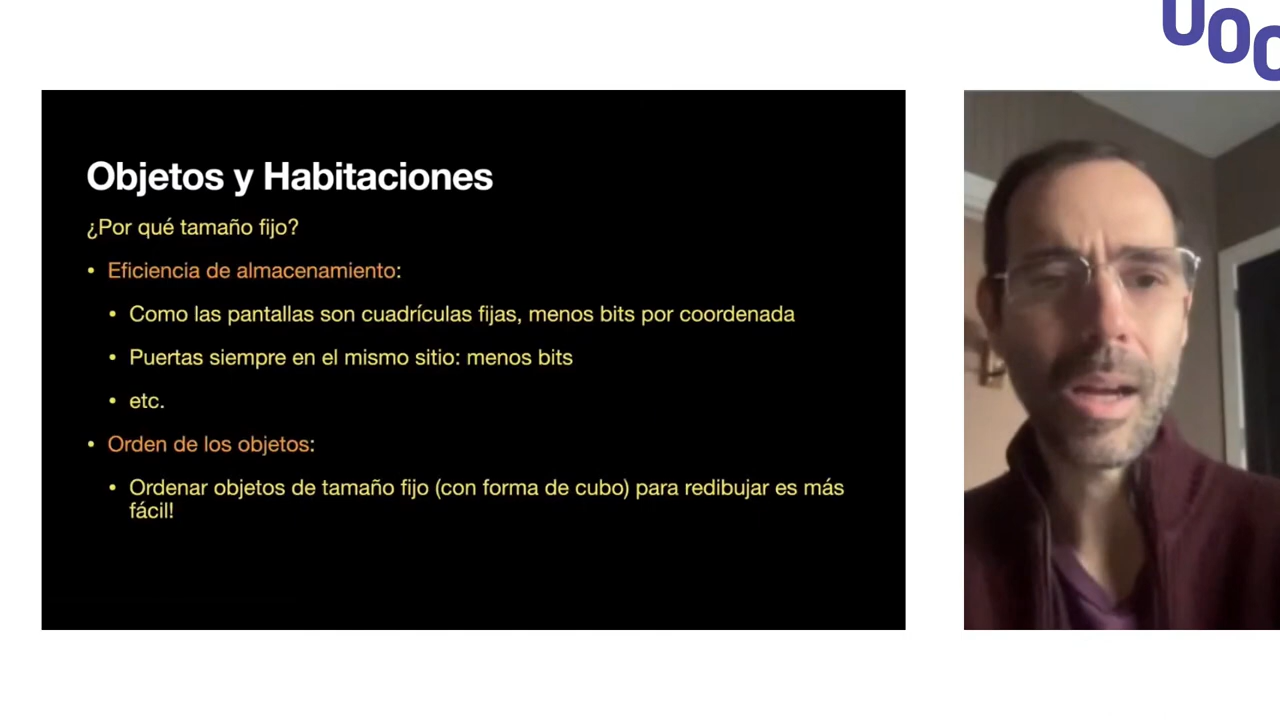 UOC
Objetos y Habitaciones
¿Por qué tamaño fijo?
• Eficiencia de almacenamiento:
• Como las pantallas son cuadrículas fijas, menos bits por coordenada
• Puertas siempre en el mismo sitio: menos bits
• etc.
• Orden de los objetos:
• Ordenar objetos de tamaño fijo (con forma de cubo) para redibujar es más
fácil!